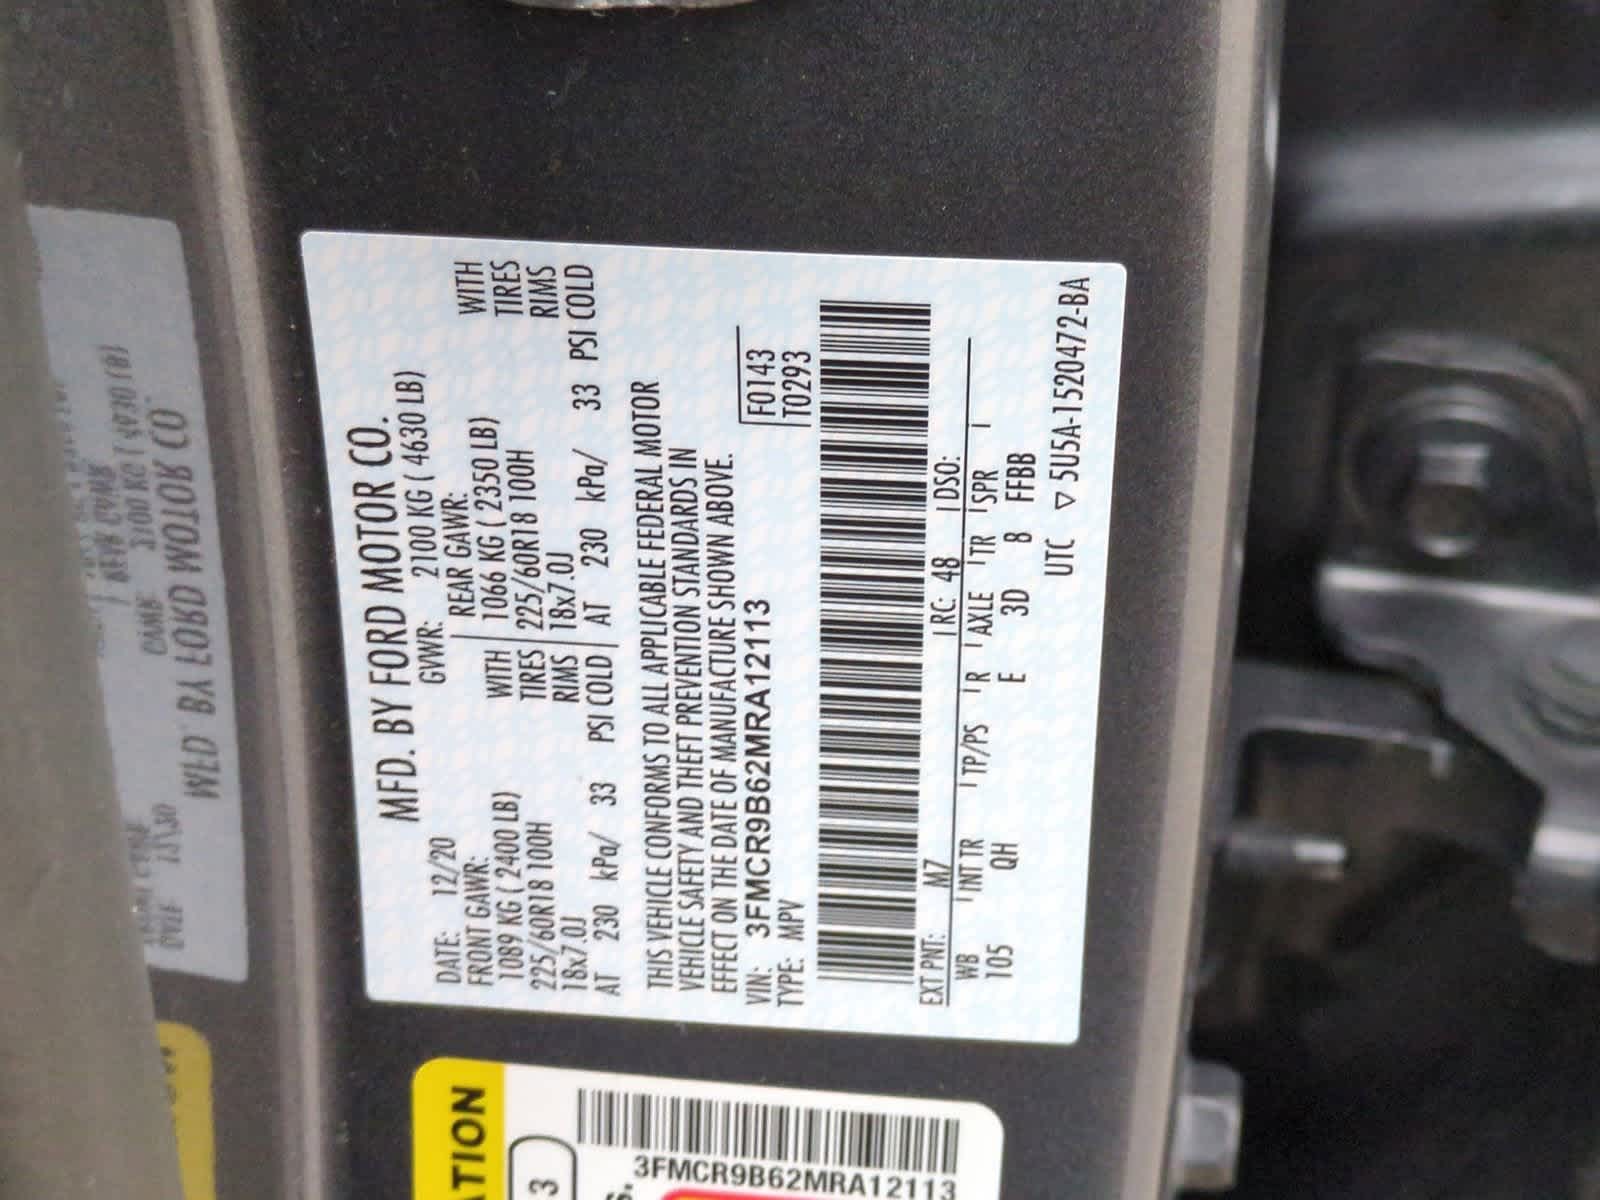 MFD. BY FORD MOTOR CO.
DATE: 12/20 GVWR: 2100 KG ( 4630 LB)
FRONT GAWR: REAR GAWR:
1089 KG ( 2400 LB) WITH 1066 KG ( 2350 LB) WITH
225/60R18 100H TIRES 225/60R18 100H TIRES
18x7.0J RIMS 18x7.0J RIMS
AT 230 kPa/ 33 PSI COLD AT 230 kPa/ 33 PSI COLD
THIS VEHICLE CONFORMS TO ALL APPLICABLE FEDERAL MOTOR
VEHICLE SAFETY AND THEFT PREVENTION STANDARDS IN
EFFECT ON THE DATE OF MANUFACTURE SHOWN ABOVE.
VIN: 3FMCR9B62MRA12113 F0143
TYPE: MPV T0293
EXT PNT: M7 RC: 48 DSO:
WB INT TR TP/PS R AXLE TR SPR
105 QH E 3D 8 FFBB
UTC ▽ 5U5A-1520472-BA
ATION
3
S.
3FMCR9B62MRA12113